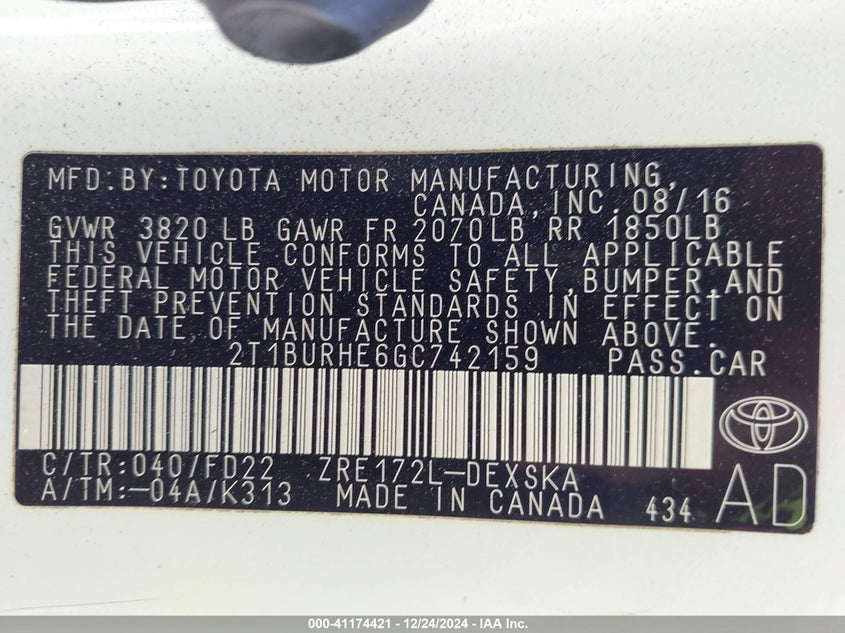 MFD.BY:TOYOTA MOTOR MANUFACTURING,
CANADA,INC. 08/16
GVWR 3820 LB GAWR FR 2070LB RR 1850LB
THIS VEHICLE CONFORMS TO ALL APPLICABLE
FEDERAL MOTOR VEHICLE SAFETY,BUMPER,AND
THEFT PREVENTION STANDARDS IN EFFECT ON
THE DATE OF MANUFACTURE SHOWN ABOVE.
2T1BURHE6GC742159 PASS.CAR
C/TR:040/FD22 ZRE172L-DEXSKA
A/TM:-04A/K313 MADE IN CANADA 434 AD
000-41174421 - 12/24/2024 - IAA Inc.